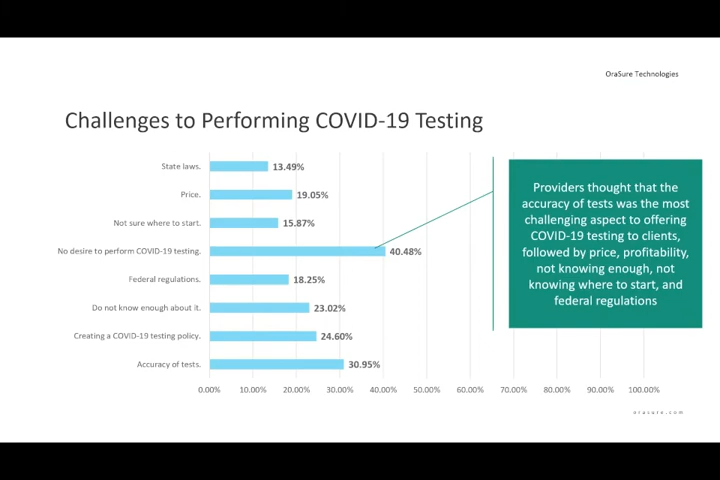 OraSure Technologies
Challenges to Performing COVID-19 Testing
State laws. 13.49%
Price. 19.05%
Not sure where to start. 15.87%
No desire to perform COVID-19 testing. 40.48%
Federal regulations. 18.25%
Do not know enough about it. 23.02%
Creating a COVID-19 testing policy. 24.60%
Accuracy of tests. 30.95%
0.00% 10.00% 20.00% 30.00% 40.00% 50.00% 60.00% 70.00% 80.00% 90.00% 100.00%
Providers thought that the
accuracy of tests was the most
challenging aspect to offering
COVID-19 testing to clients,
followed by price, profitability,
not knowing enough, not
knowing where to start, and
federal regulations
orasure.com